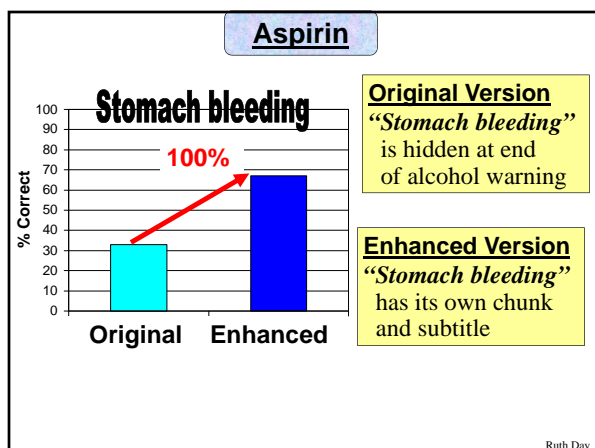 Aspirin
Stomach bleeding
100%
% Correct
100
90
80
70
60
50
40
30
20
10
0
Original
Enhanced
Original Version
“Stomach bleeding”
is hidden at end
of alcohol warning
Enhanced Version
“Stomach bleeding”
has its own chunk
and subtitle
Ruth Day